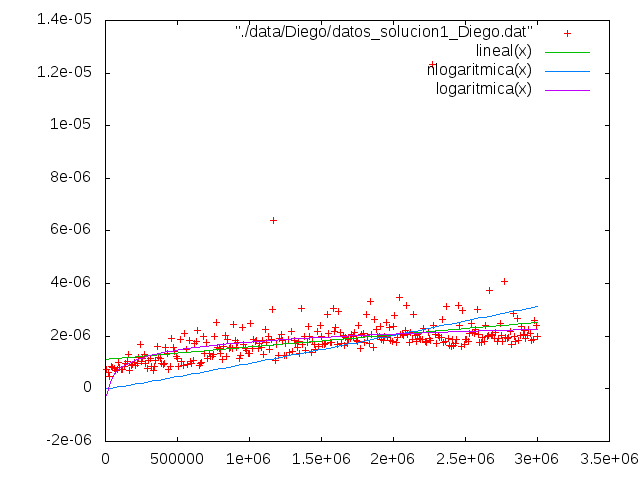 1.4e-05
1.2e-05
1e-05
8e-06
6e-06
4e-06
2e-06
0
-2e-06
0
500000
1e+06
1.5e+06
2e+06
2.5e+06
3e+06
3.5e+06
"./data/Diego/datos_solucion1_Diego.dat"
lineal(x)
nlogaritmica(x)
logaritmica(x)